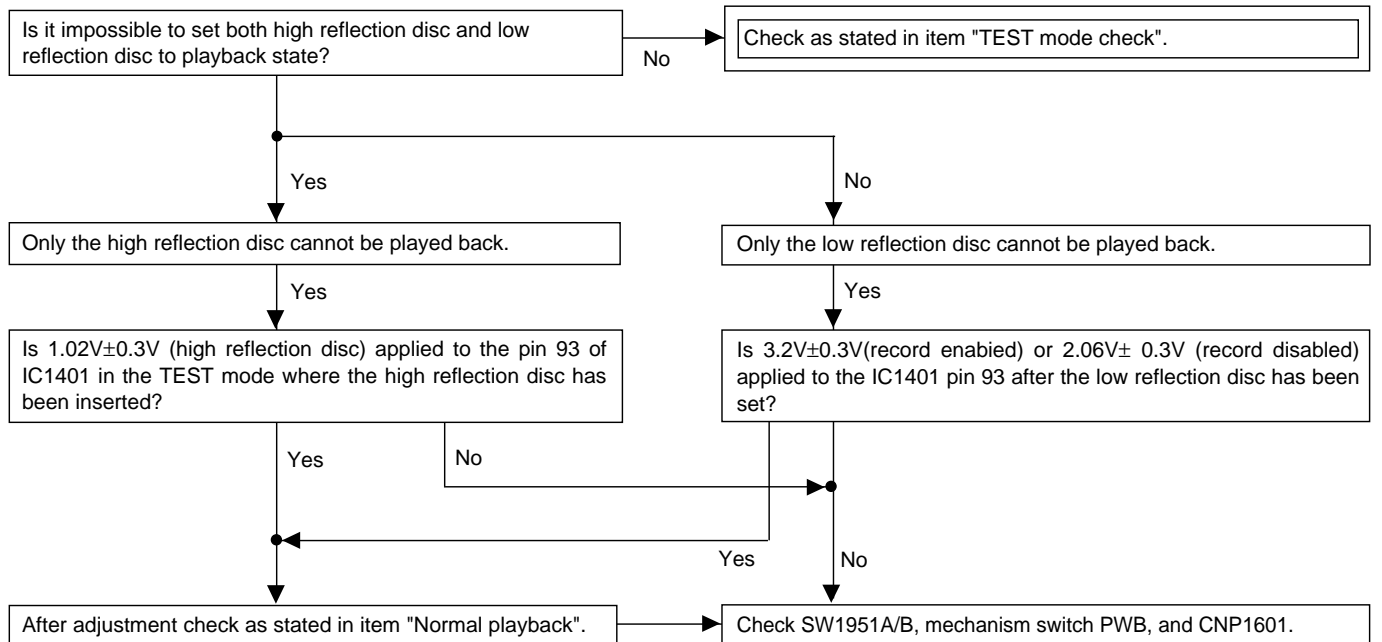 Is it impossible to set both high reflection disc and low
reflection disc to playback state?
No
Check as stated in item "TEST mode check".
Yes
No
Only the high reflection disc cannot be played back.
Only the low reflection disc cannot be played back.
Yes
Yes
Is 1.02V±0.3V (high reflection disc) applied to the pin 93 of
IC1401 in the TEST mode where the high reflection disc has
been inserted?
Is 3.2V±0.3V(record enabied) or 2.06V± 0.3V (record disabled)
applied to the IC1401 pin 93 after the low reflection disc has been
set?
Yes
No
Yes
No
After adjustment check as stated in item "Normal playback".
Check SW1951A/B, mechanism switch PWB, and CNP1601.